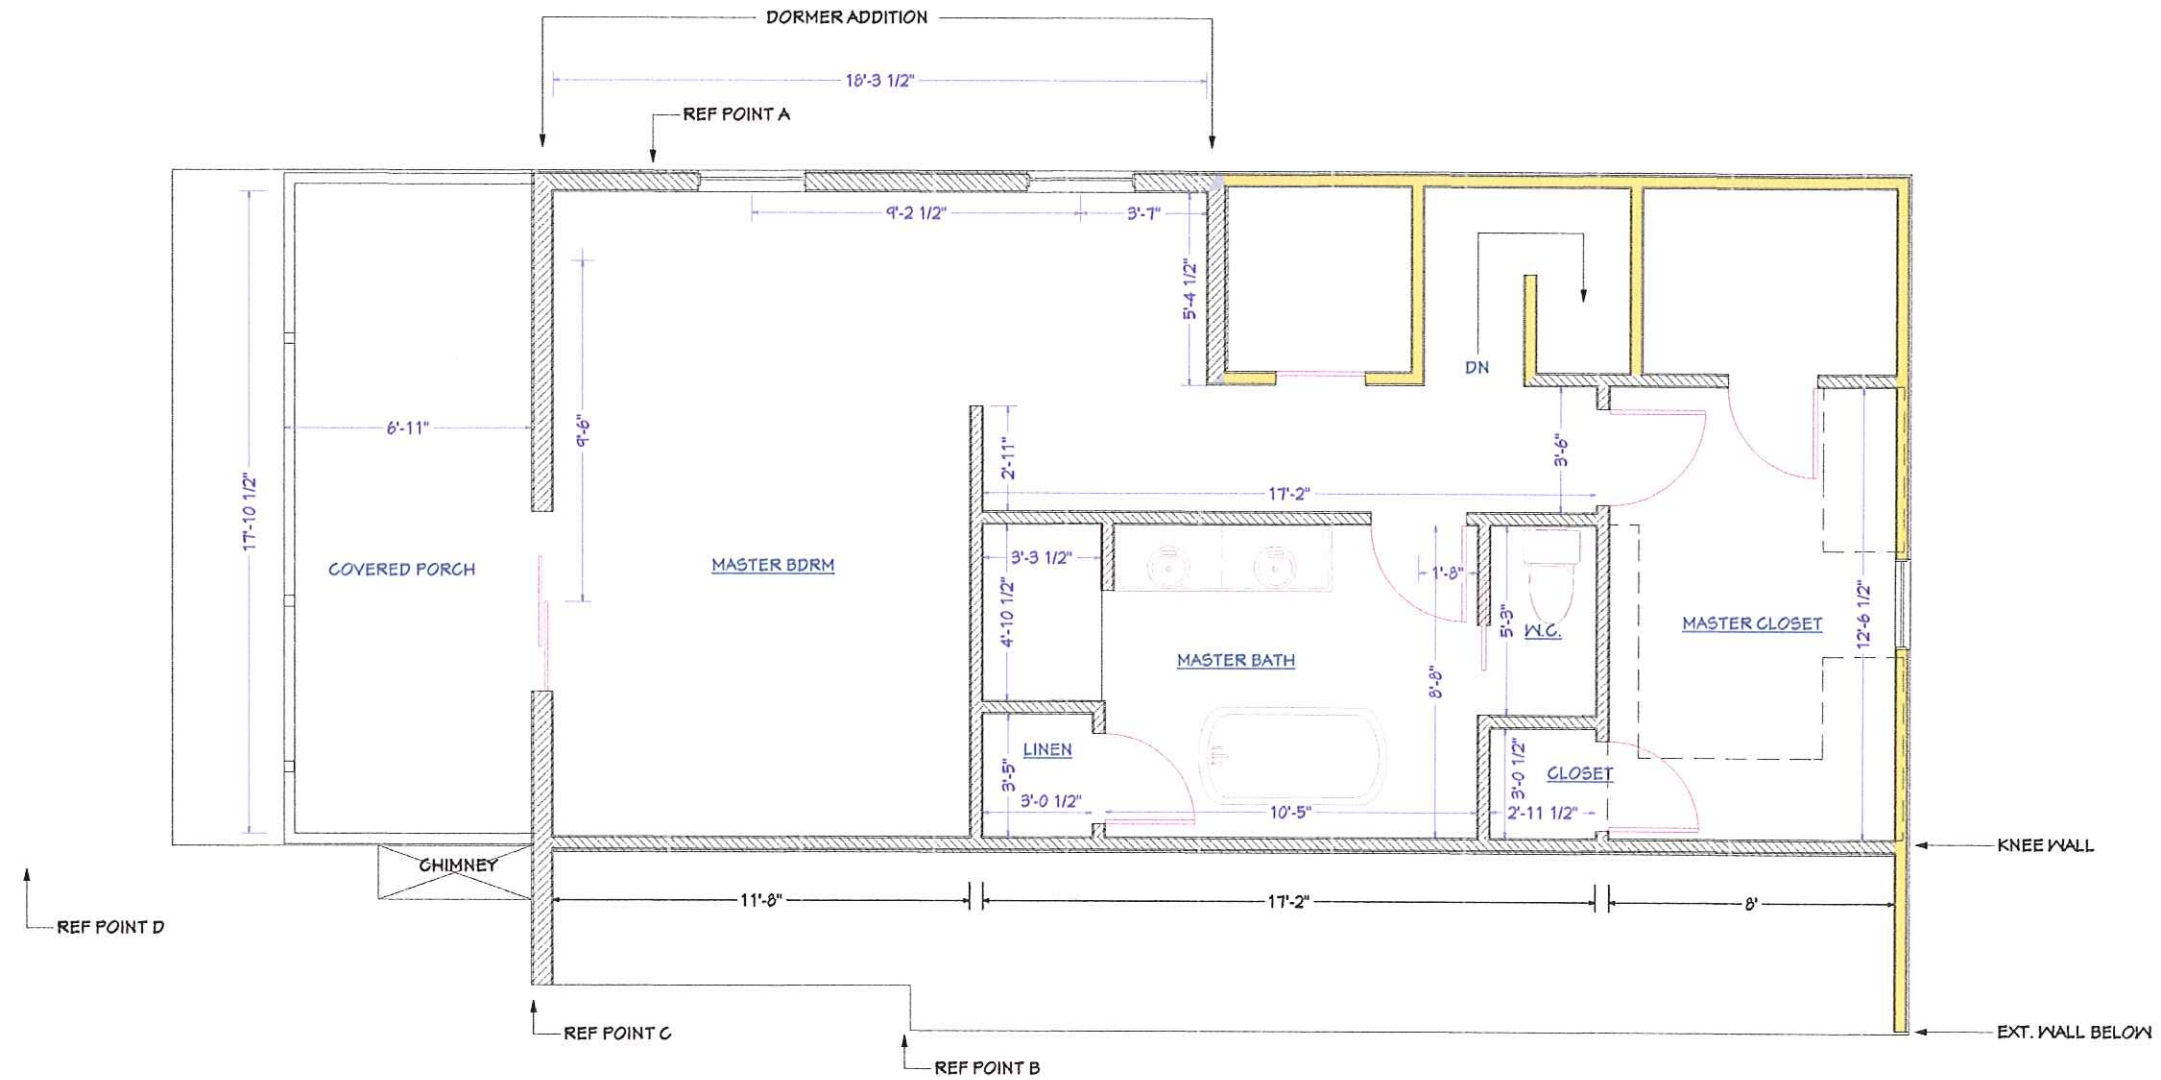 DORMER ADDITION
18'-3 1/2"
REF POINT A
9'-2 1/2"
3'-7"
5'-4 1/2"
DN
6'-11"
9'-6"
2'-11"
3'-6"
17'-2"
17'-10 1/2"
COVERED PORCH
MASTER BDRM
3'-3 1/2"
1'-8"
4'-10 1/2"
5'-3"
W.C.
MASTER CLOSET
12'-6 1/2"
MASTER BATH
8'-8"
LINEN
3'-5"
3'-0 1/2"
10'-5"
3'-0 1/2"
CLOSET
2'-11 1/2"
CHIMNEY
KNEE WALL
11'-8"
17'-2"
8'
REF POINT D
REF POINT C
EXT. WALL BELOW
REF POINT B